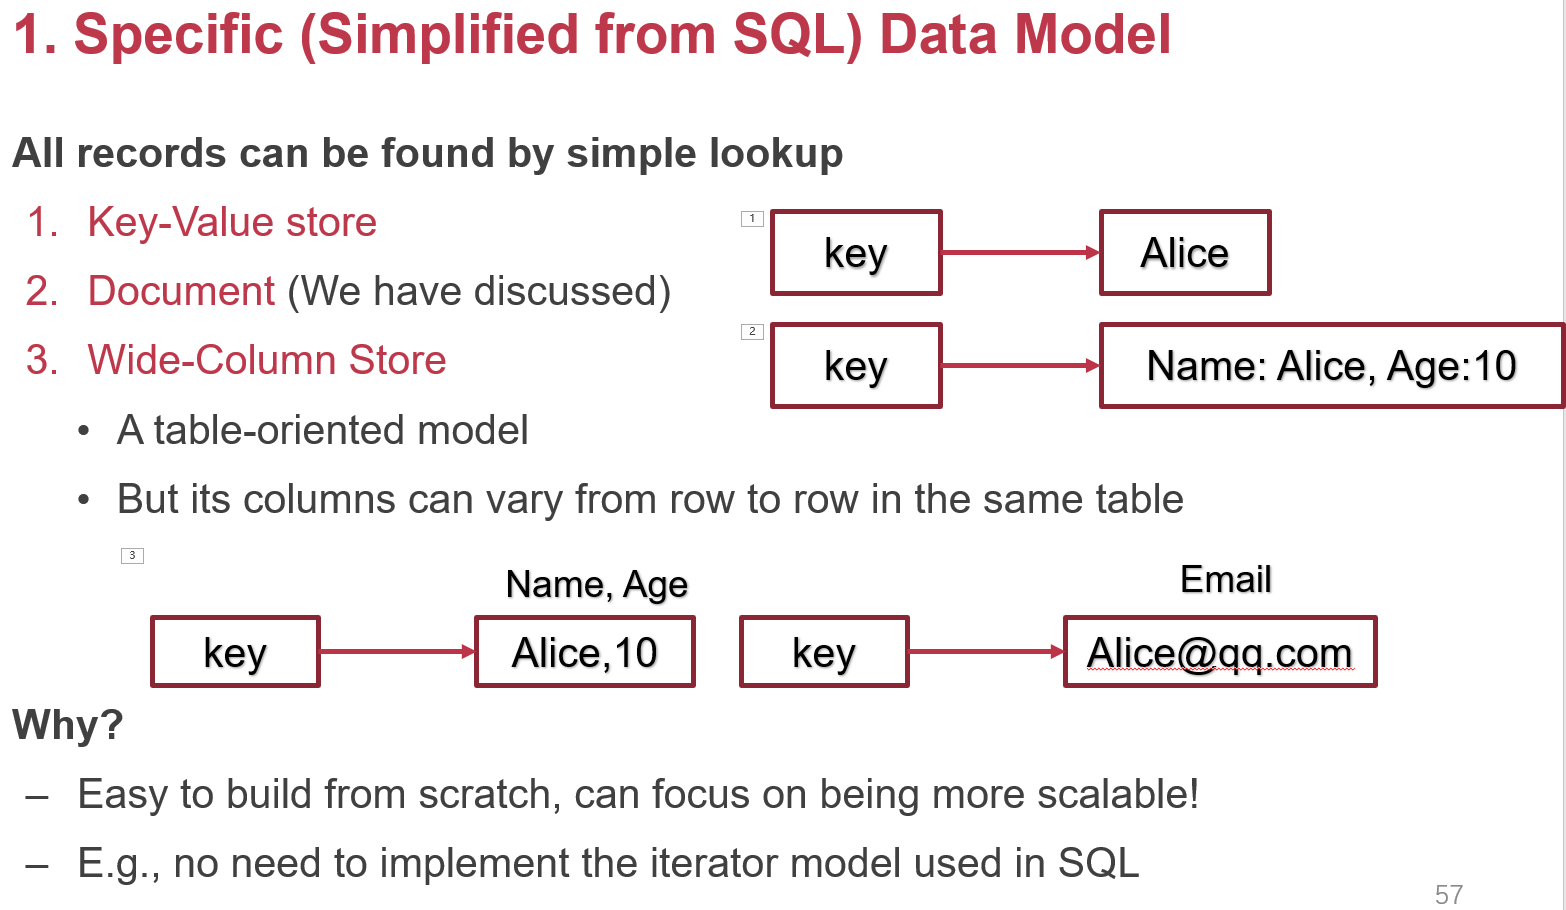 1. Specific (Simplified from SQL) Data Model
All records can be found by simple lookup
1. Key-Value store
2. Document (We have discussed)
3. Wide-Column Store
• A table-oriented model
• But its columns can vary from row to row in the same table
1
key
Alice
2
key
Name: Alice, Age:10
3
Name, Age
key
Alice,10
Email
key
Alice@qq.com
Why?
– Easy to build from scratch, can focus on being more scalable!
– E.g., no need to implement the iterator model used in SQL
57